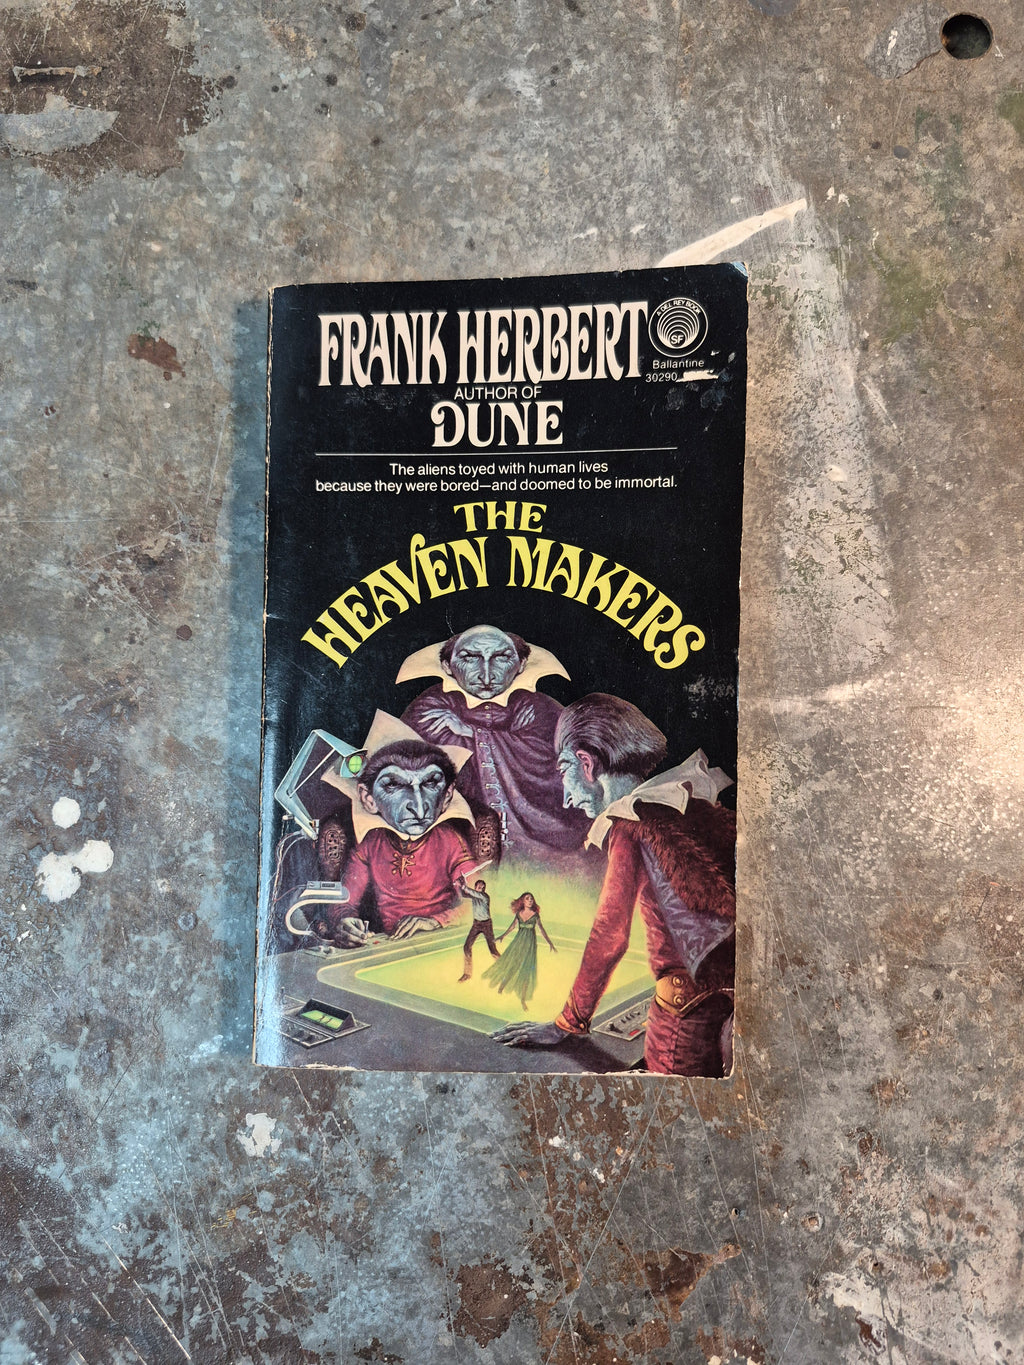 FRANK HERBERT
A DEL REY BOOK
SF
Ballantine
30290
AUTHOR OF
DUNE
The aliens toyed with human lives
because they were bored—and doomed to be immortal.
THE
HEAVEN MAKERS